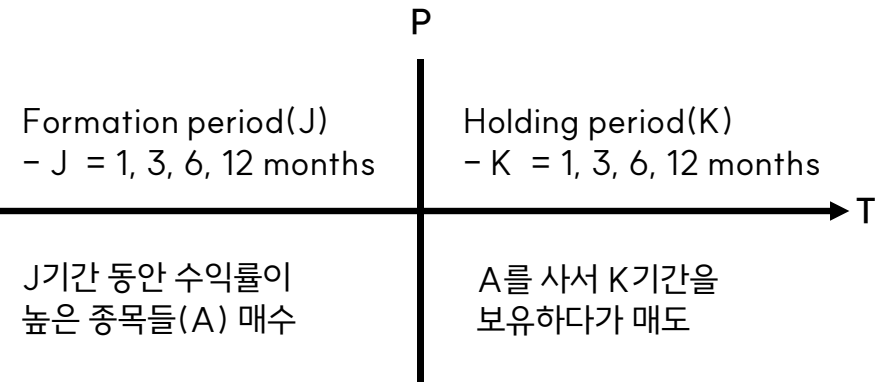 P
Formation period(J)
- J = 1, 3, 6, 12 months
Holding period(K)
- K = 1, 3, 6, 12 months
T
J기간 동안 수익률이
높은 종목들(A) 매수
A를 사서 K기간을
보유하다가 매도